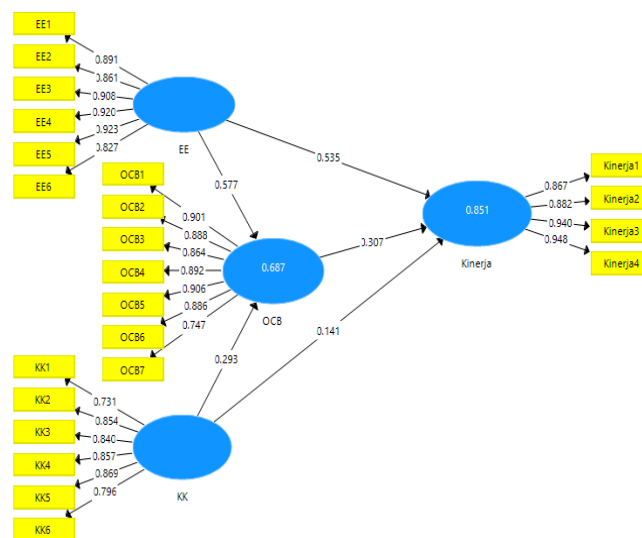 EE1
EE2
EE3
EE4
EE5
EE6
0.891
0.861
0.908
0.920
0.923
0.827
EE
0.535
0.577
OCB1
OCB2
OCB3
OCB4
OCB5
OCB6
OCB7
0.901
0.888
0.864
0.892
0.906
0.886
0.747
0.687
OCB
0.307
0.141
0.293
0.851
Kinerja
0.867
0.882
0.940
0.948
Kinerja1
Kinerja2
Kinerja3
Kinerja4
KK1
KK2
KK3
KK4
KK5
KK6
0.731
0.854
0.840
0.857
0.869
0.796
KK